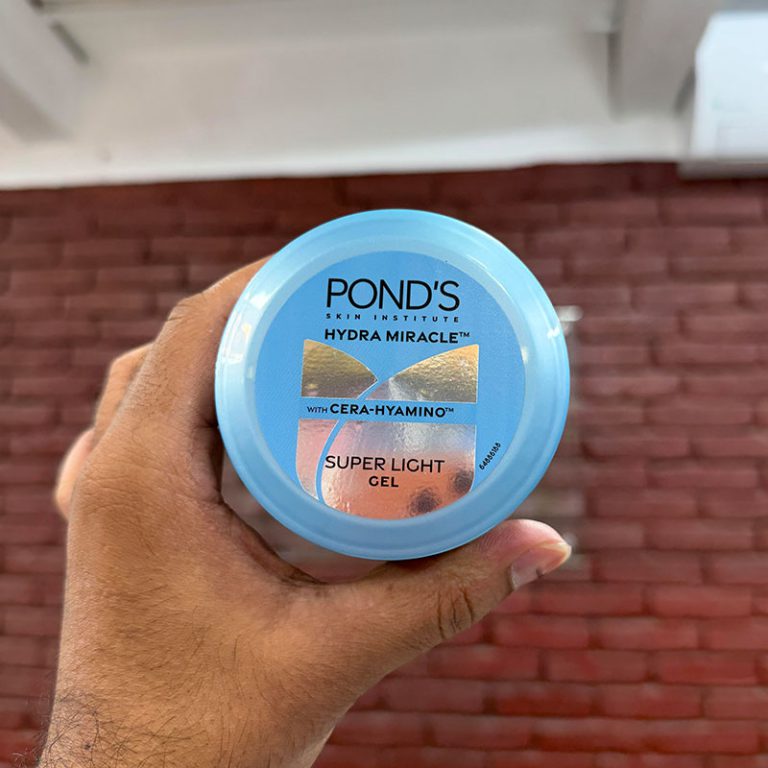 POND'S
SKIN INSTITUTE
HYDRA MIRACLE™
WITH CERA-HYAMINO™
SUPER LIGHT
GEL